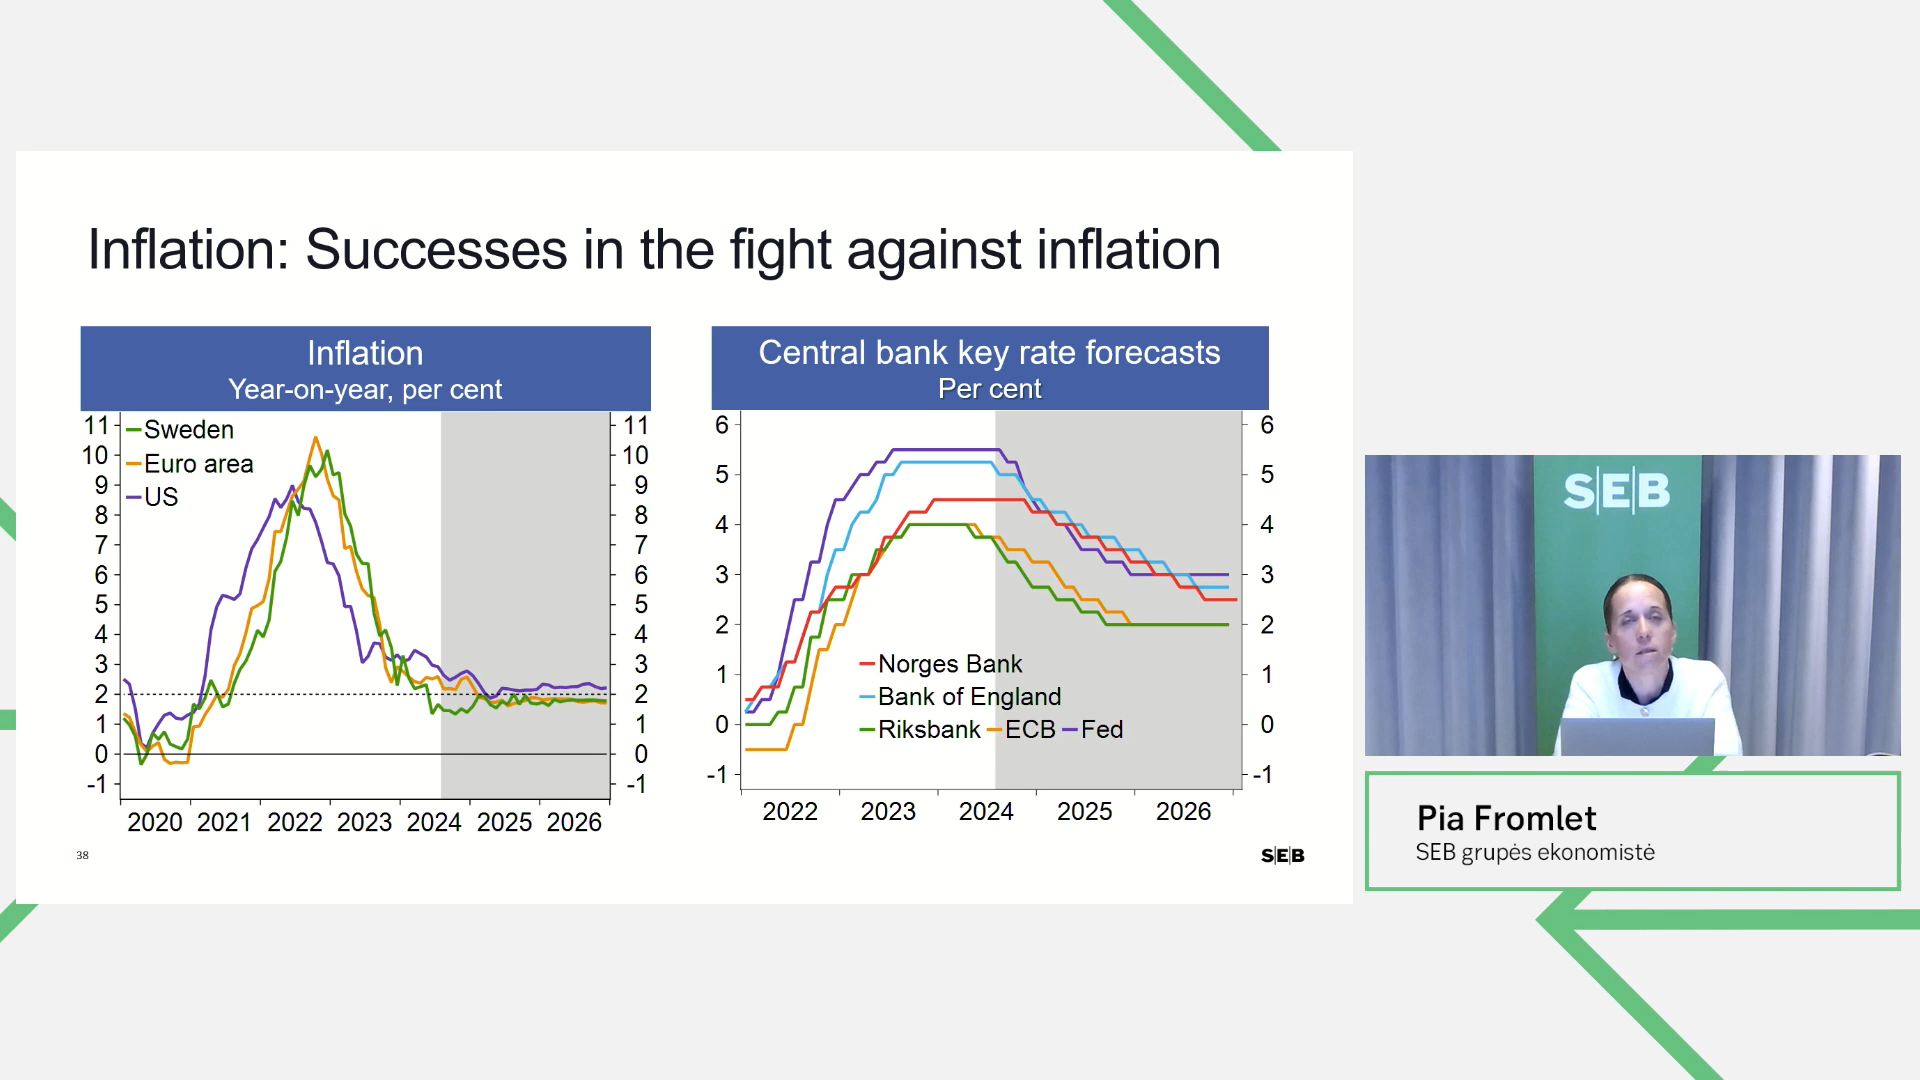 Inflation: Successes in the fight against inflation
Inflation
Year-on-year, per cent
11
10
9
8
7
6
5
4
3
2
1
0
-1
Sweden
Euro area
US
11
10
9
8
7
6
5
4
3
2
1
0
-1
2020 2021 2022 2023 2024 2025 2026
Central bank key rate forecasts
Per cent
6
5
4
3
2
1
0
-1
Norges Bank
Bank of England
Riksbank ECB Fed
6
5
4
3
2
1
0
-1
2022 2023 2024 2025 2026
38
SEB
SEB
Pia Fromlet
SEB grupės ekonomistė